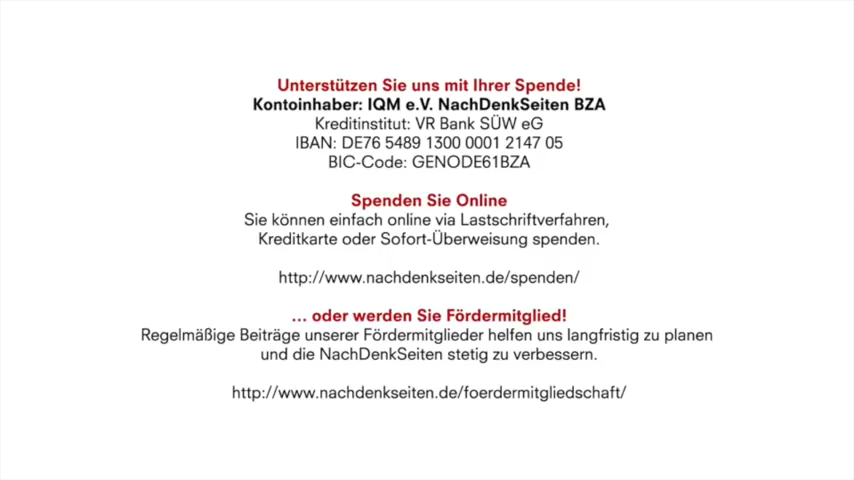 Unterstützen Sie uns mit Ihrer Spende!
Kontoinhaber: IQM e.V. NachDenkSeiten BZA
Kreditinstitut: VR Bank SÜW eG
IBAN: DE76 5489 1300 0001 2147 05
BIC-Code: GENODE61BZA
Spenden Sie Online
Sie können einfach online via Lastschriftverfahren,
Kreditkarte oder Sofort-Überweisung spenden.
http://www.nachdenkseiten.de/spenden/
... oder werden Sie Fördermitglied!
Regelmäßige Beiträge unserer Fördermitglieder helfen uns langfristig zu planen
und die NachDenkSeiten stetig zu verbessern.
http://www.nachdenkseiten.de/foerdermitgliedschaft/